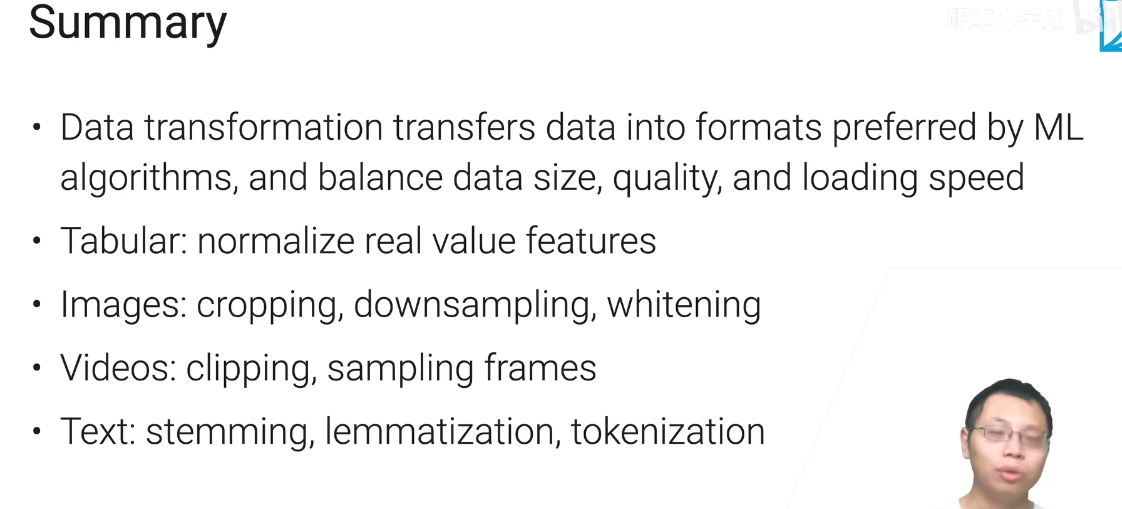 Summary
• Data transformation transfers data into formats preferred by ML
algorithms, and balance data size, quality, and loading speed
• Tabular: normalize real value features
• Images: cropping, downsampling, whitening
• Videos: clipping, sampling frames
• Text: stemming, lemmatization, tokenization